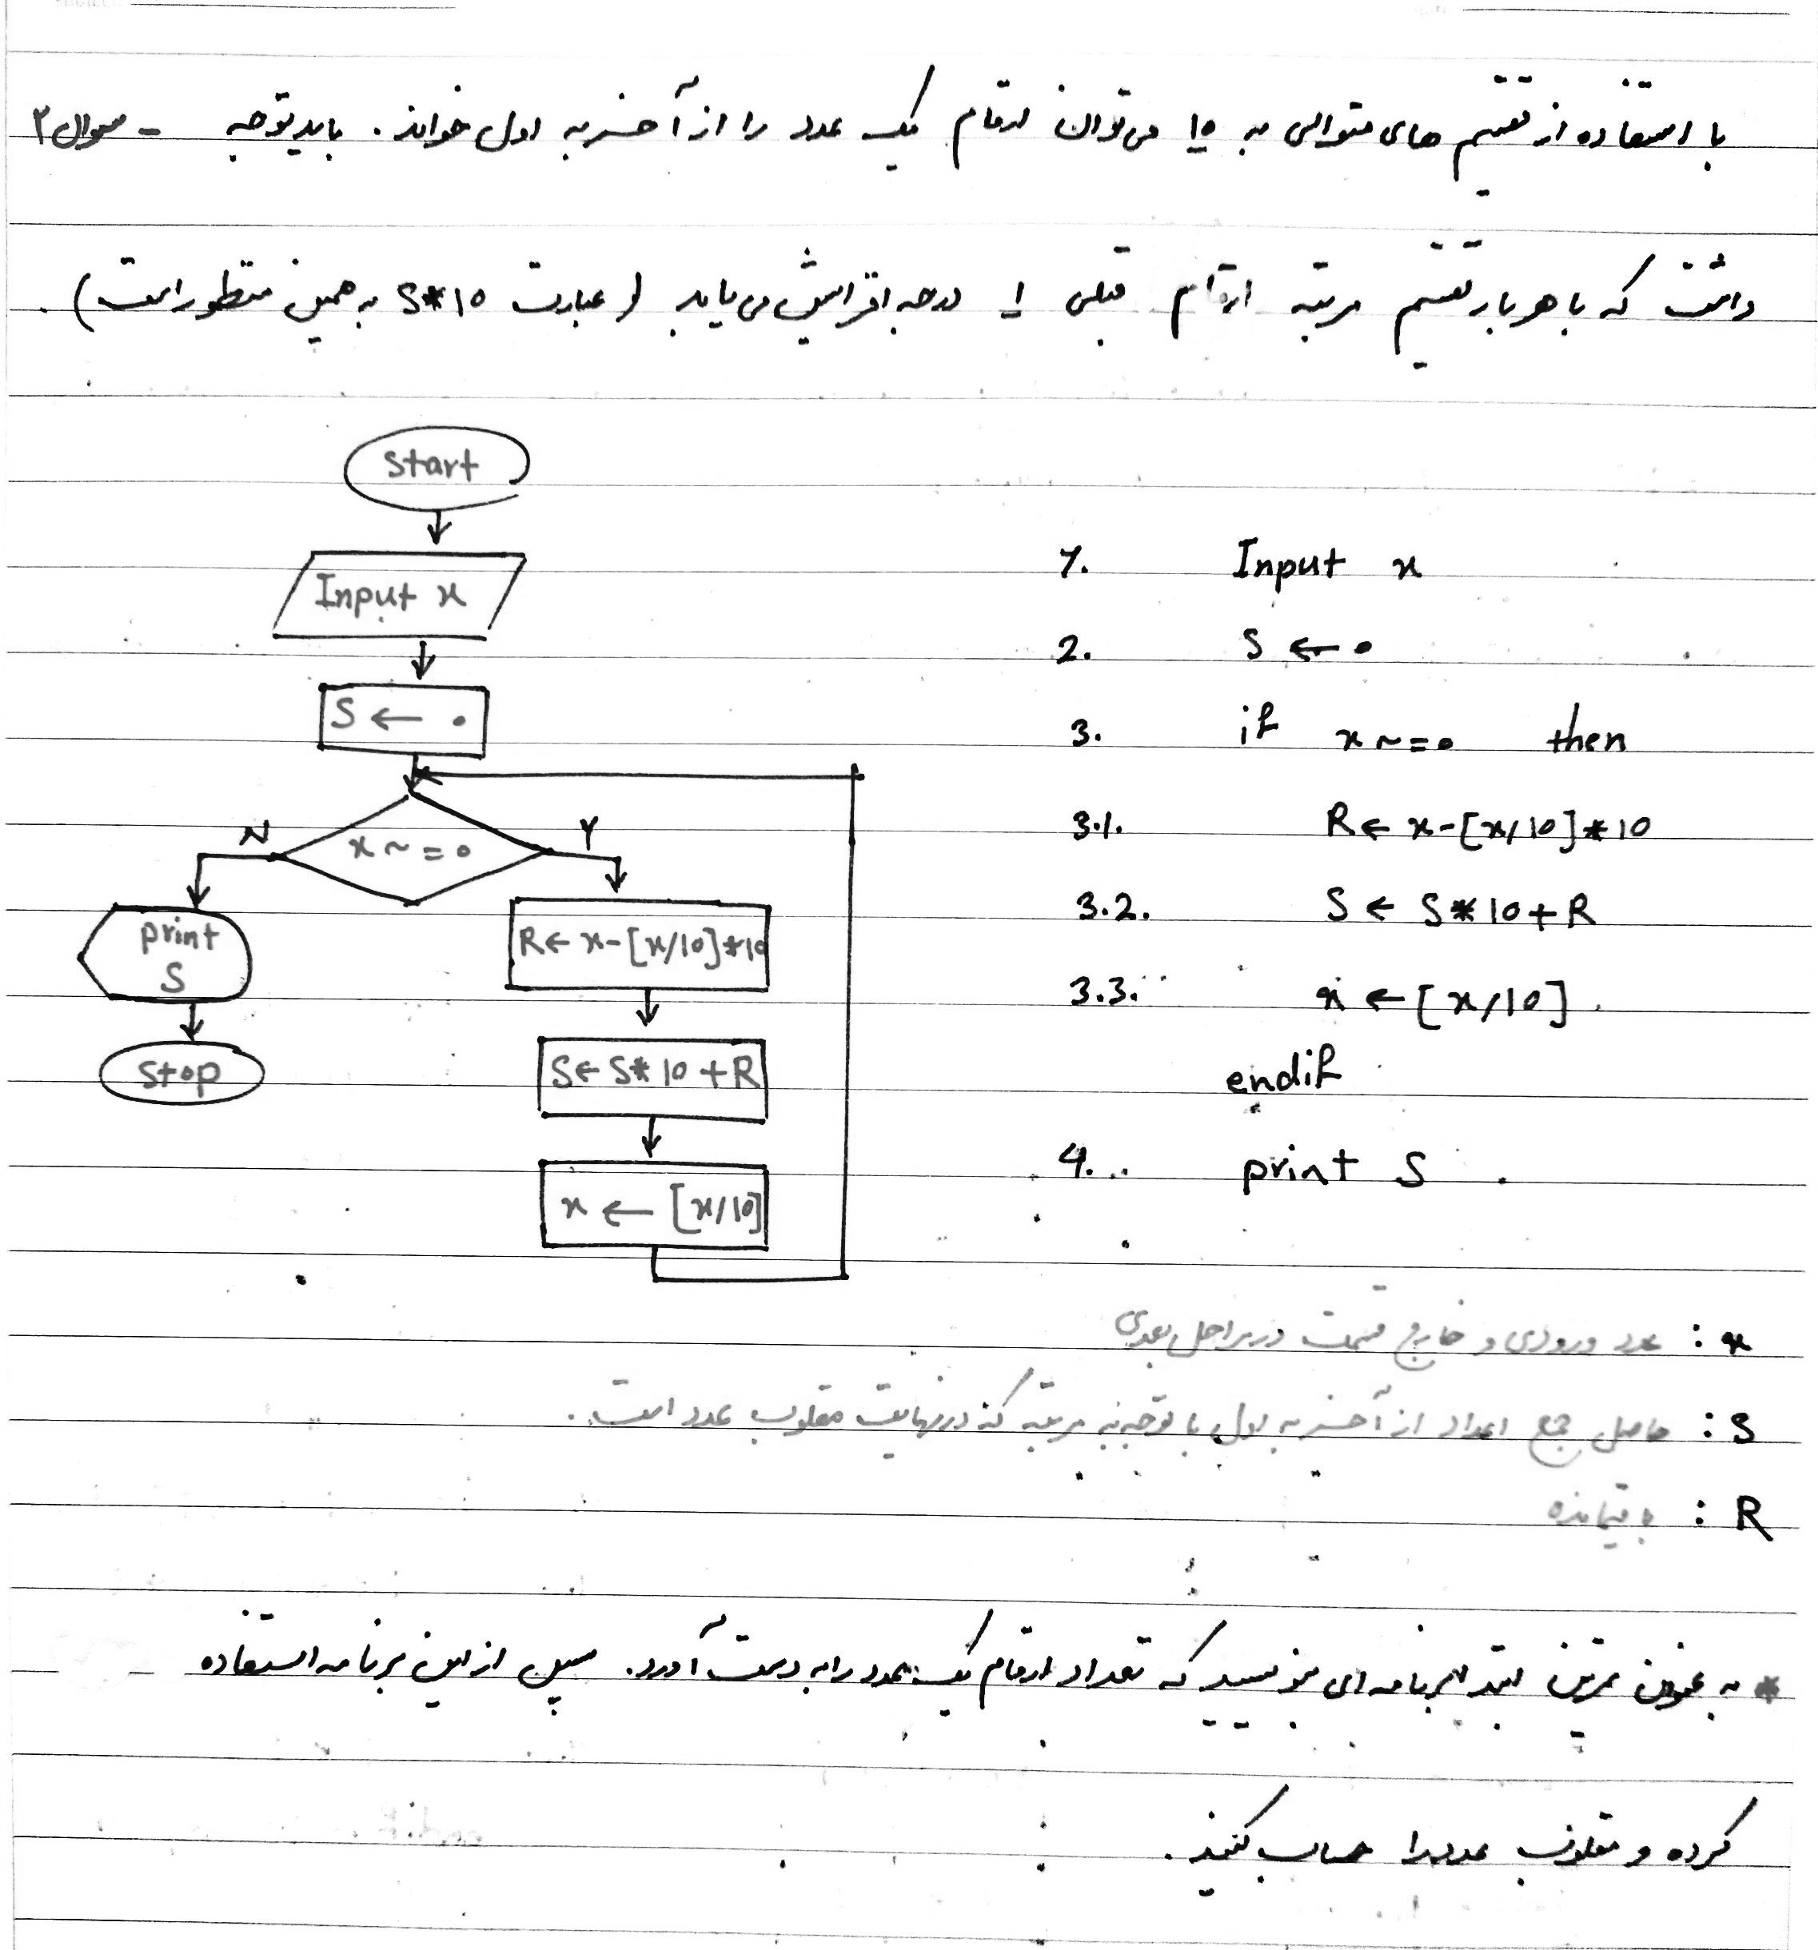 سوال ۲ - با استفاده از تقسیم های متوالی به ۱۰ می توان ارقام یک عدد را از آخر به اول خواند. باید توجه
داشت که با هر بار تقسیم مرتبه ارقام قبلی ۱ درجه افزایش می یابد (عبارت S*10 به همین منظور است).
Start
Input x
S ← 0
x ~= 0
N
Y
print
S
Stop
R ← x-[x/10]*10
S ← S*10+R
x ← [x/10]
1. Input x
2. S ← 0
3. if x ~= 0 then
3.1. R ← x-[x/10]*10
3.2. S ← S*10+R
3.3. x ← [x/10]
endif
4. print S
x : عدد ورودی و خارج قسمت در مراحل بعدی
S : حاصل جمع اعداد از آخر به اول با توجه به مرتبه که در نهایت مقلوب عدد است.
R : باقیمانده
* به عنوان تمرین ابتدا برنامه ای بنویسید که تعداد ارقام یک عدد را به دست آورد. سپس از این برنامه استفاده
کرده و مقلوب عدد را حساب کنید.